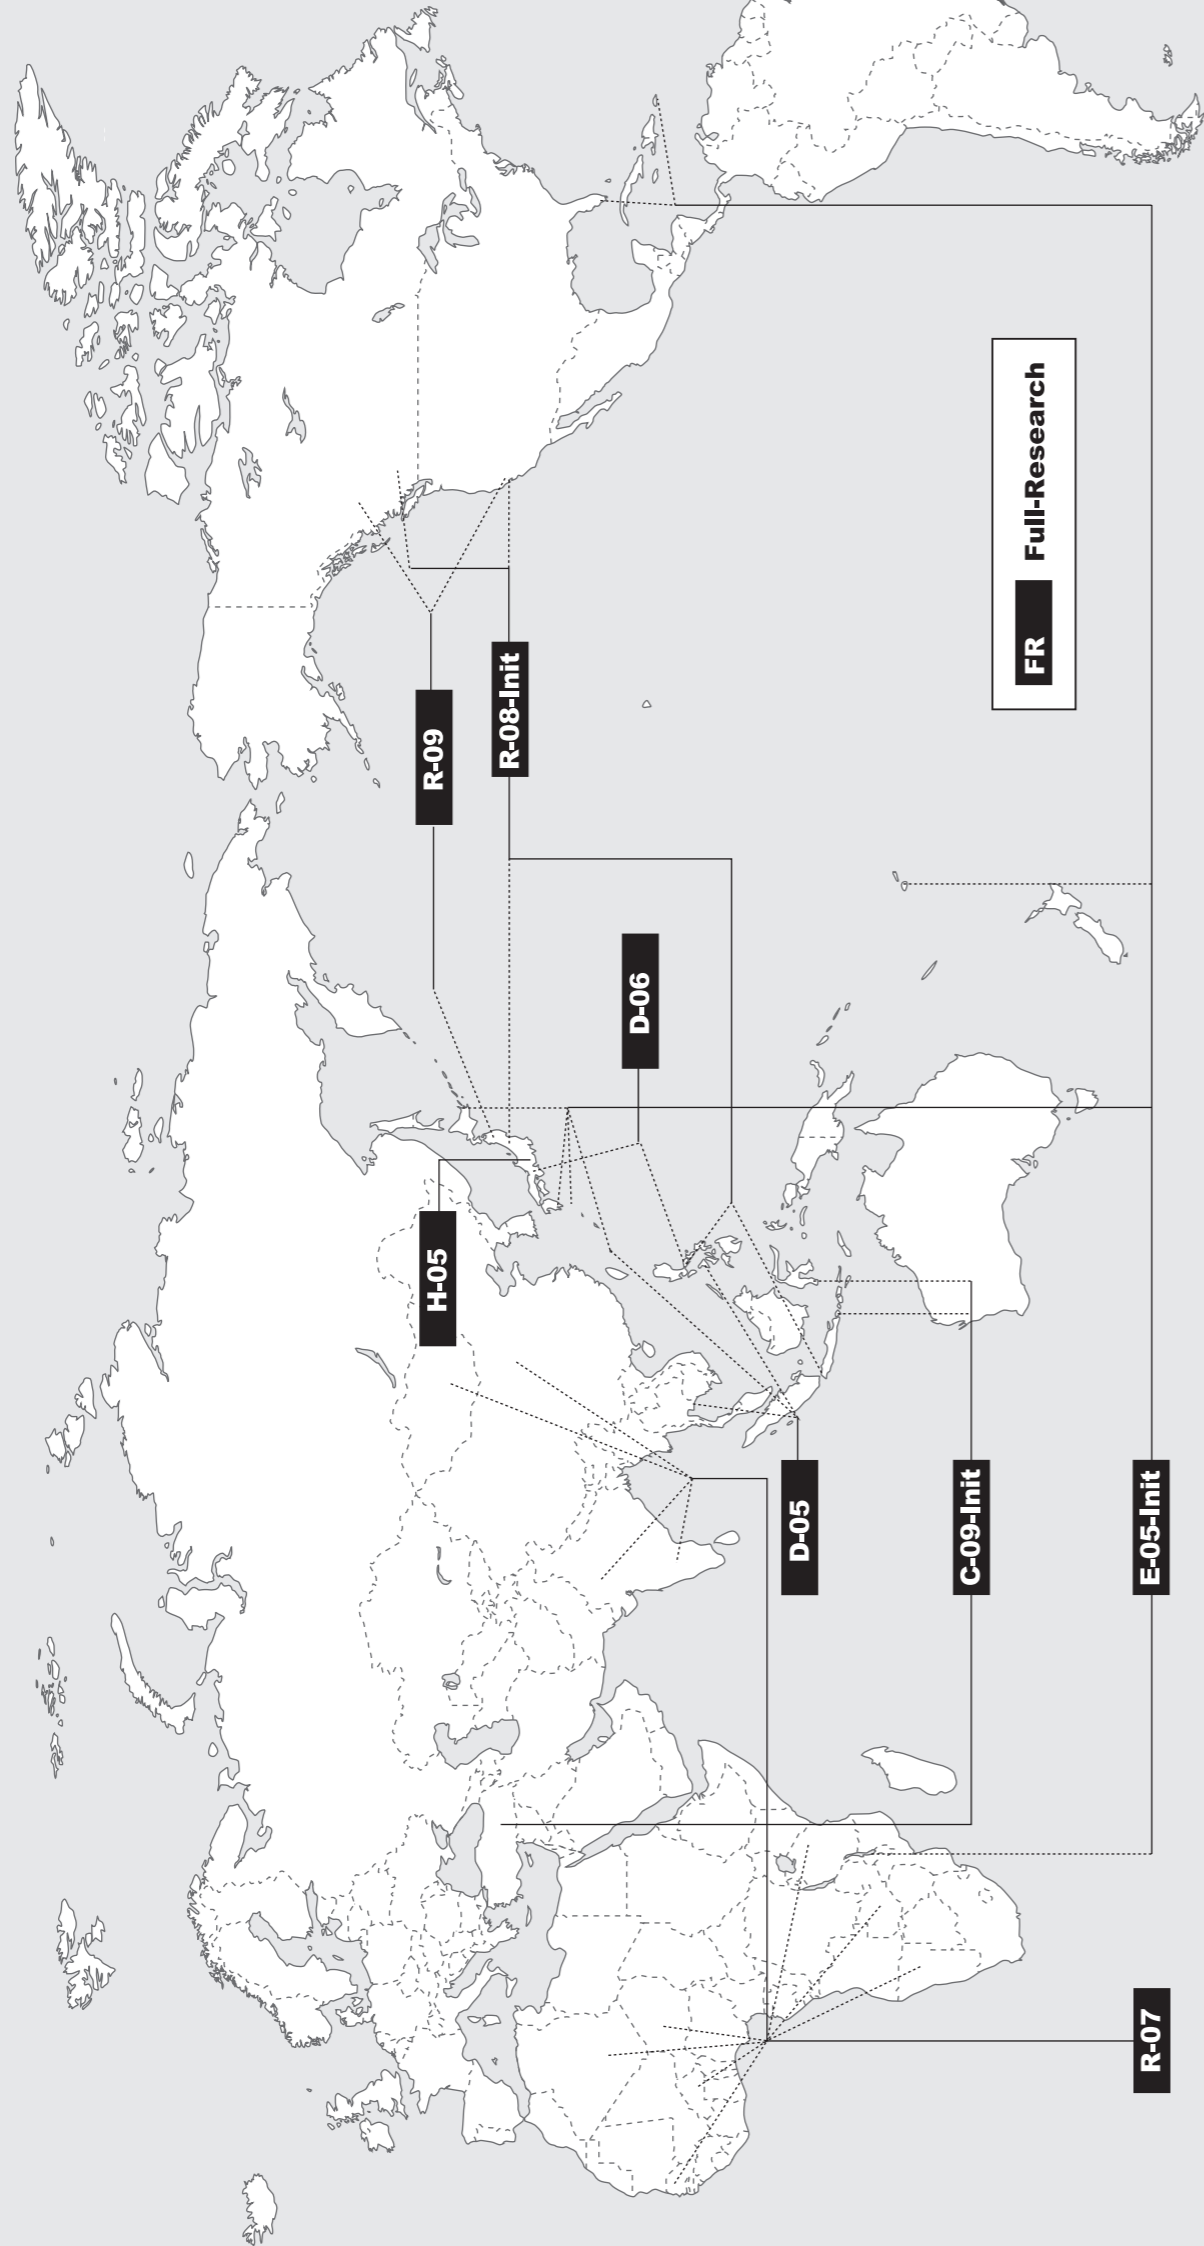 R-09
R-08-Init
D-06
H-05
D-05
C-09-Init
E-05-Init
R-07
FR Full-Research